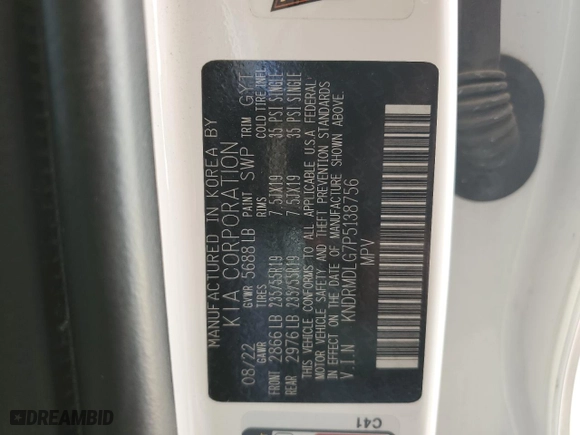 MANUFACTURED IN KOREA BY
KIA CORPORATION
08/22 GVWR 5688LB PAINT SWP TRIM GYT
GAWR TIRES RIMS COLD TIRE INFL
FRONT 2866LB 235/55R19 7.5JX19 35 PSI SINGLE
REAR 2976LB 235/55R19 7.5JX19 35 PSI SINGLE
THIS VEHICLE CONFORMS TO ALL APPLICABLE U.S.A FEDERAL
MOTOR VEHICLE SAFETY AND THEFT PREVENTION STANDARDS
IN EFFECT ON THE DATE OF MANUFACTURE SHOWN ABOVE.
V.I.N KNDRMDLG7P5138756
MPV
C41
DREAMBID